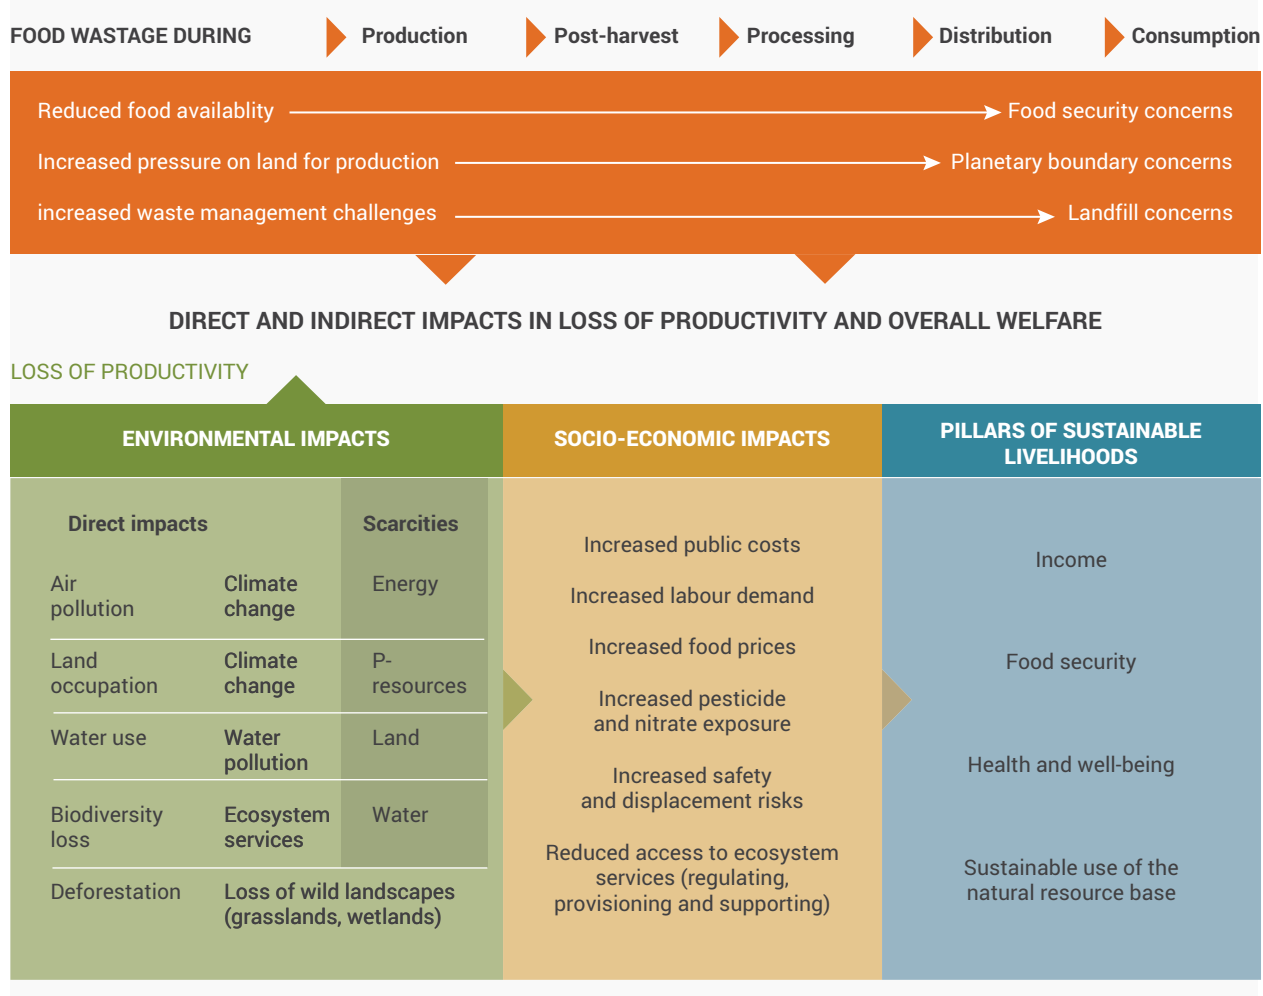 FOOD WASTAGE DURING Production Post-harvest Processing Distribution Consumption
Reduced food availablity Food security concerns
Increased pressure on land for production Planetary boundary concerns
increased waste management challenges Landfill concerns
DIRECT AND INDIRECT IMPACTS IN LOSS OF PRODUCTIVITY AND OVERALL WELFARE
LOSS OF PRODUCTIVITY
ENVIRONMENTAL IMPACTS
Direct impacts Scarcities
Air Climate Energy
pollution change
Land Climate P-
occupation change resources
Water use Water Land
pollution
Biodiversity Ecosystem Water
loss services
Deforestation Loss of wild landscapes
(grasslands, wetlands)
SOCIO-ECONOMIC IMPACTS
Increased public costs
Increased labour demand
Increased food prices
Increased pesticide
and nitrate exposure
Increased safety
and displacement risks
Reduced access to ecosystem
services (regulating,
provisioning and supporting)
PILLARS OF SUSTAINABLE
LIVELIHOODS
Income
Food security
Health and well-being
Sustainable use of the
natural resource base